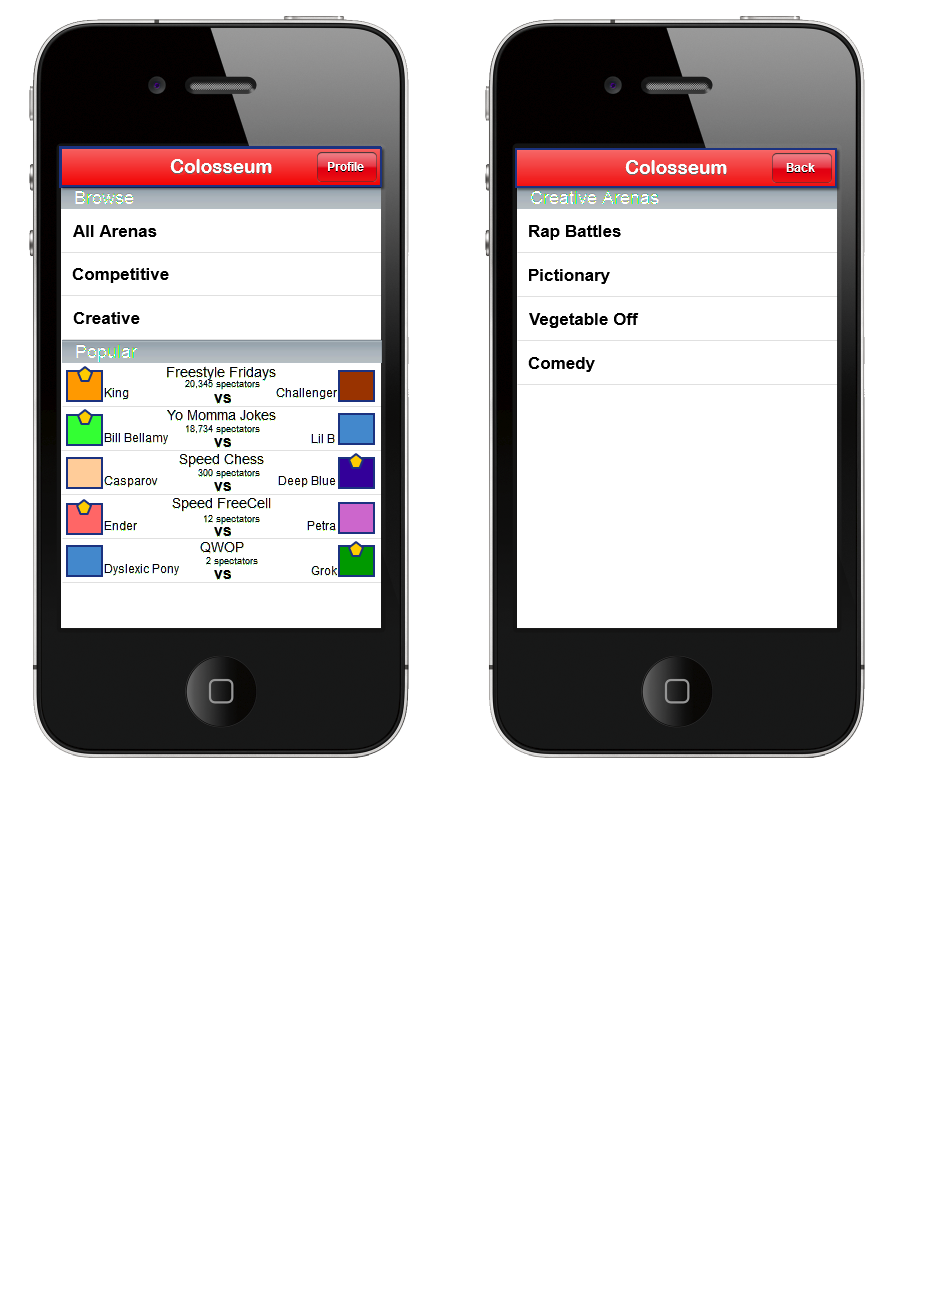 Colosseum Profile
Browse
All Arenas
Competitive
Creative
Popular
Freestyle Fridays
20,345 spectators
King VS Challenger
Yo Momma Jokes
18,734 spectators
Bill Bellamy VS Lil B
Speed Chess
300 spectators
Casparov VS Deep Blue
Speed FreeCell
12 spectators
Ender VS Petra
QWOP
2 spectators
Dyslexic Pony VS Grok
Colosseum Back
Creative Arenas
Rap Battles
Pictionary
Vegetable Off
Comedy